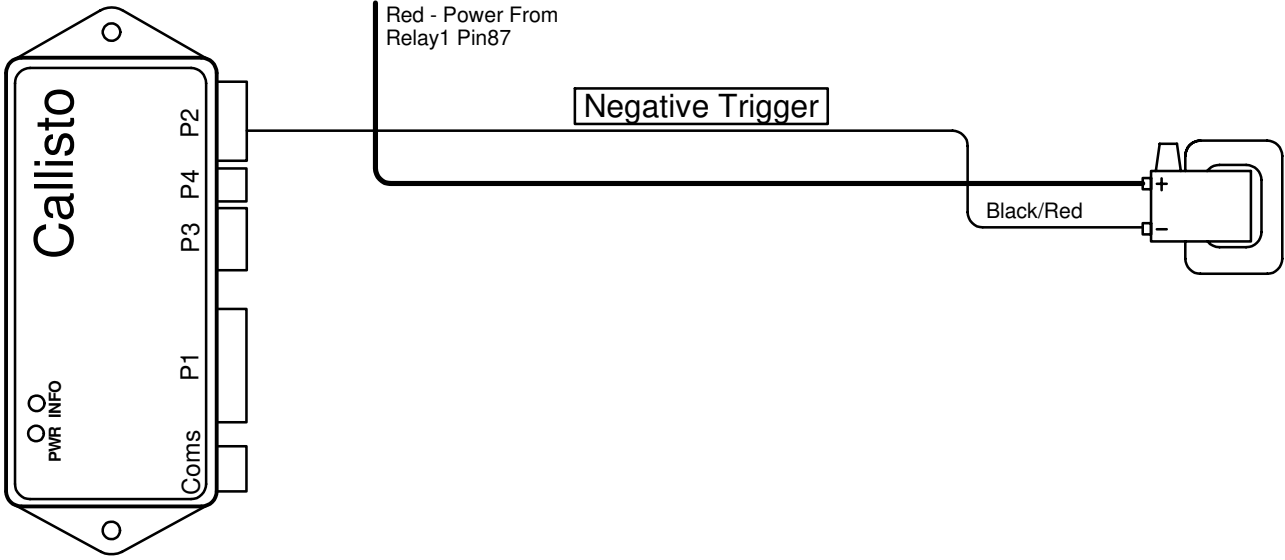 Red - Power From
Relay1 Pin87
Negative Trigger
Callisto
P2
P4
P3
P1
Coms
PWR
INFO
+
Black/Red
-